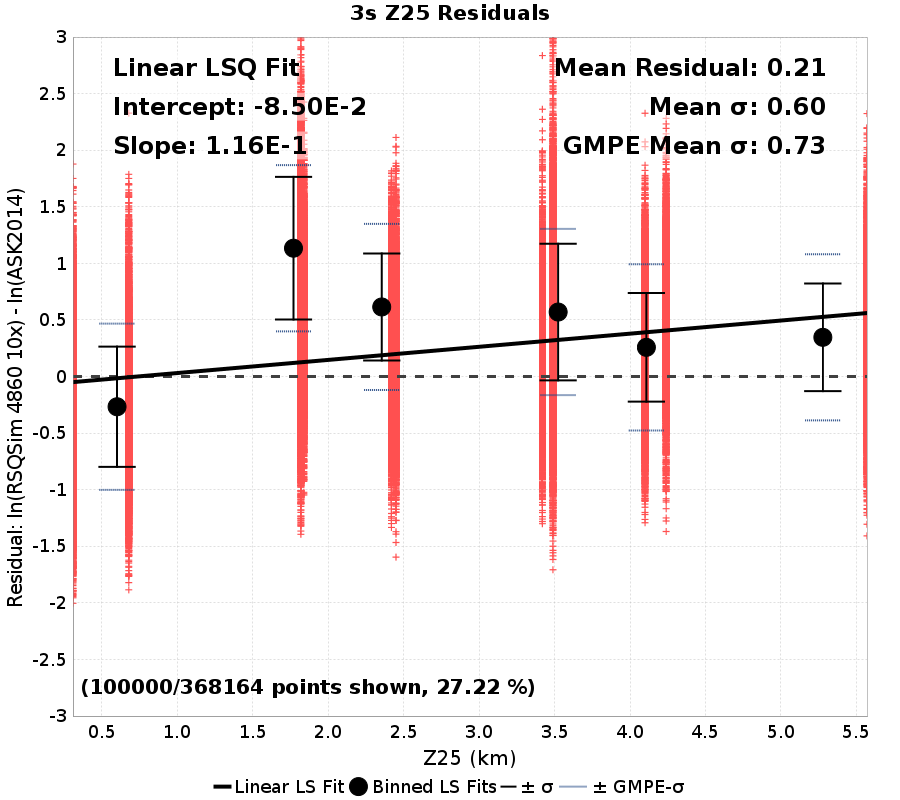 3s Z25 Residuals
Linear LSQ Fit
Intercept: -8.50E-2
Slope: 1.16E-1
Mean Residual: 0.21
Mean σ: 0.60
GMPE Mean σ: 0.73
3
2.5
2
1.5
1
0.5
0
-0.5
-1
-1.5
-2
-2.5
-3
Residual: ln(RSQSim 4860 10x) - ln(ASK2014)
(100000/368164 points shown, 27.22 %)
0.5 1.0 1.5 2.0 2.5 3.0 3.5 4.0 4.5 5.0 5.5
Z25 (km)
Linear LS Fit Binned LS Fits ± σ ± GMPE-σ